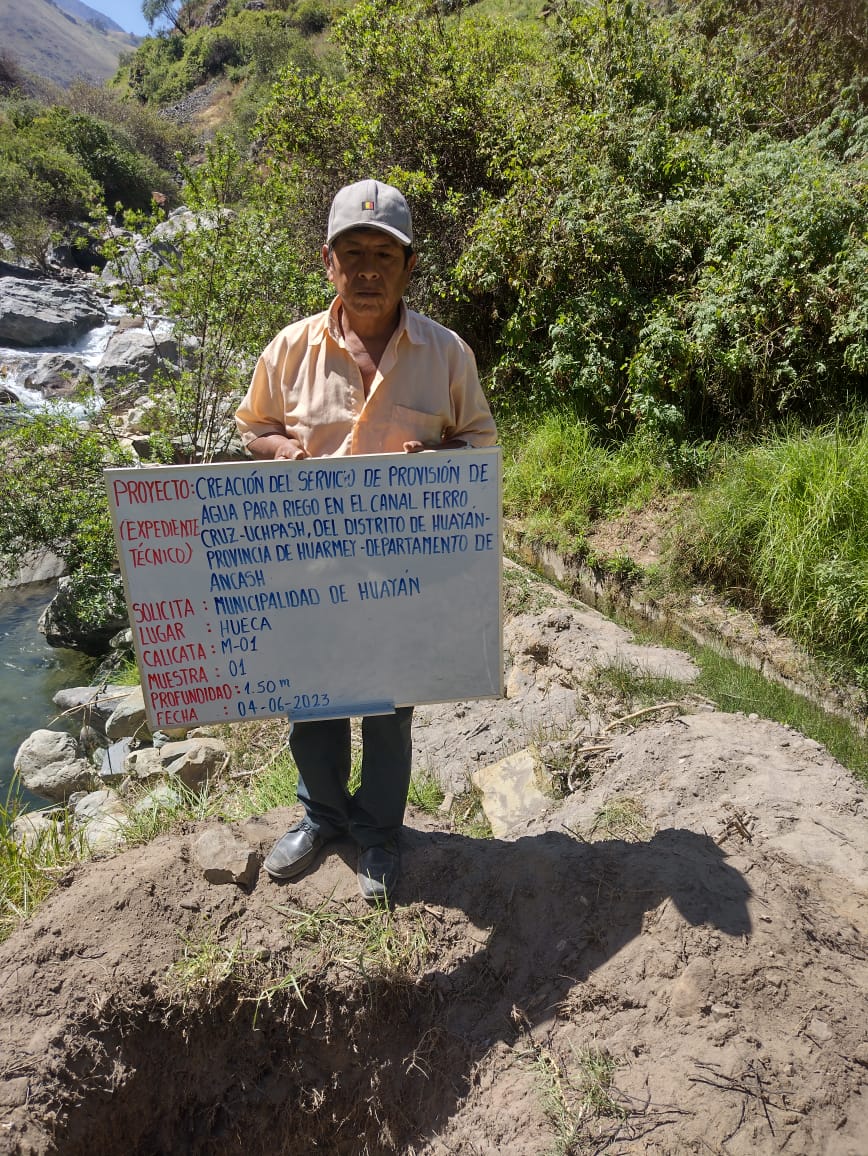 PROYECTO: CREACIÓN DEL SERVICIO DE PROVISIÓN DE
(EXPEDIENTE AGUA PARA RIEGO EN EL CANAL FIERRO
TÉCNICO) CRUZ-UCHPASH, DEL DISTRITO DE HUAYÁN-
PROVINCIA DE HUARMEY-DEPARTAMENTO DE
ANCASH
SOLICITA : MUNICIPALIDAD DE HUAYÁN
LUGAR : HUECA
CALICATA : M-01
MUESTRA : 01
PROFUNDIDAD : 1.50 m
FECHA : 04-06-2023